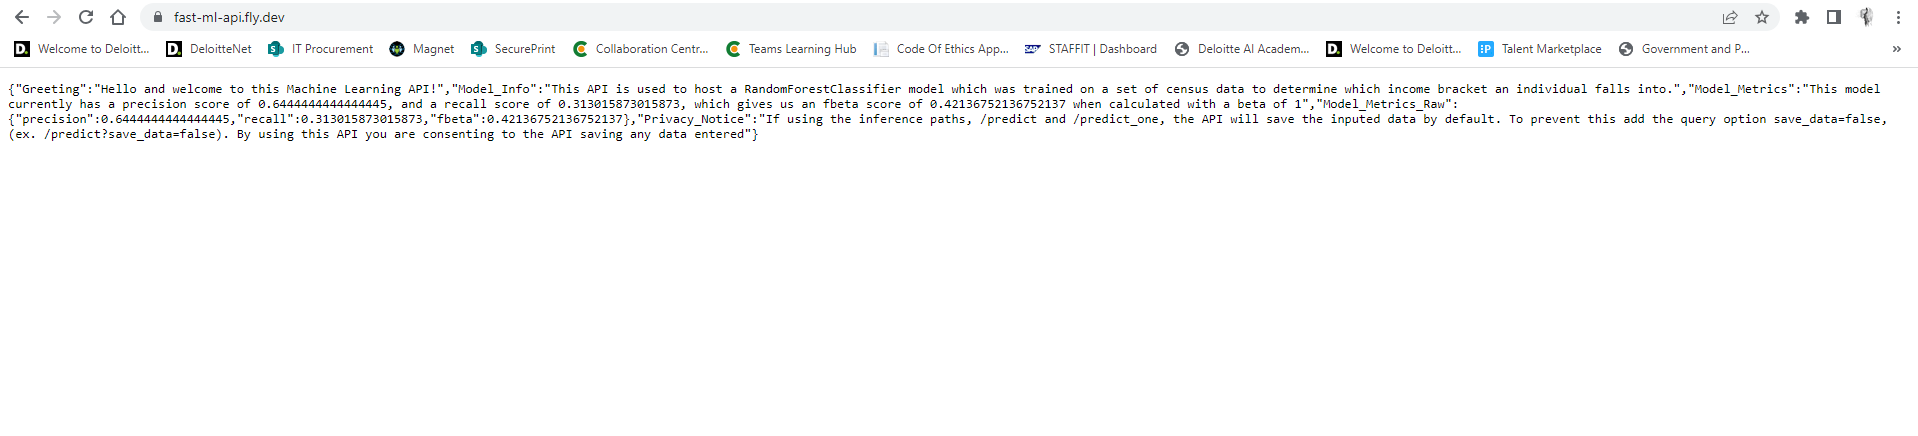 fast-ml-api.fly.dev
D. Welcome to Deloitt... D. DeloitteNet S IT Procurement Magnet S SecurePrint Collaboration Centr... Teams Learning Hub Code Of Ethics App... SAP STAFFIT | Dashboard Deloitte AI Academ... D. Welcome to Deloitt... :P Talent Marketplace Government and P... »
{"Greeting":"Hello and welcome to this Machine Learning API!","Model_Info":"This API is used to host a RandomForestClassifier model which was trained on a set of census data to determine which income bracket an individual falls into.","Model_Metrics":"This model
currently has a precision score of 0.6444444444444445, and a recall score of 0.313015873015873, which gives us an fbeta score of 0.42136752136752137 when calculated with a beta of 1","Model_Metrics_Raw":
{"precision":0.6444444444444445,"recall":0.313015873015873,"fbeta":0.42136752136752137},"Privacy_Notice":"If using the inference paths, /predict and /predict_one, the API will save the inputed data by default. To prevent this add the query option save_data=false,
(ex. /predict?save_data=false). By using this API you are consenting to the API saving any data entered"}